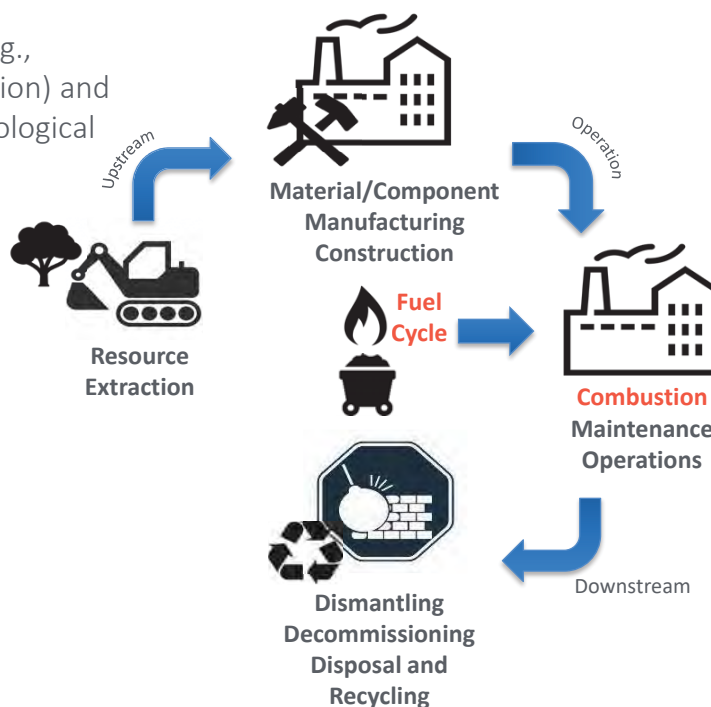 g.,
ion) and
ological
Upstream
Operation
Material/Component
Manufacturing
Construction
Fuel
Cycle
Resource
Extraction
Combustion
Maintenance
Operations
Downstream
Dismantling
Decommissioning
Disposal and
Recycling